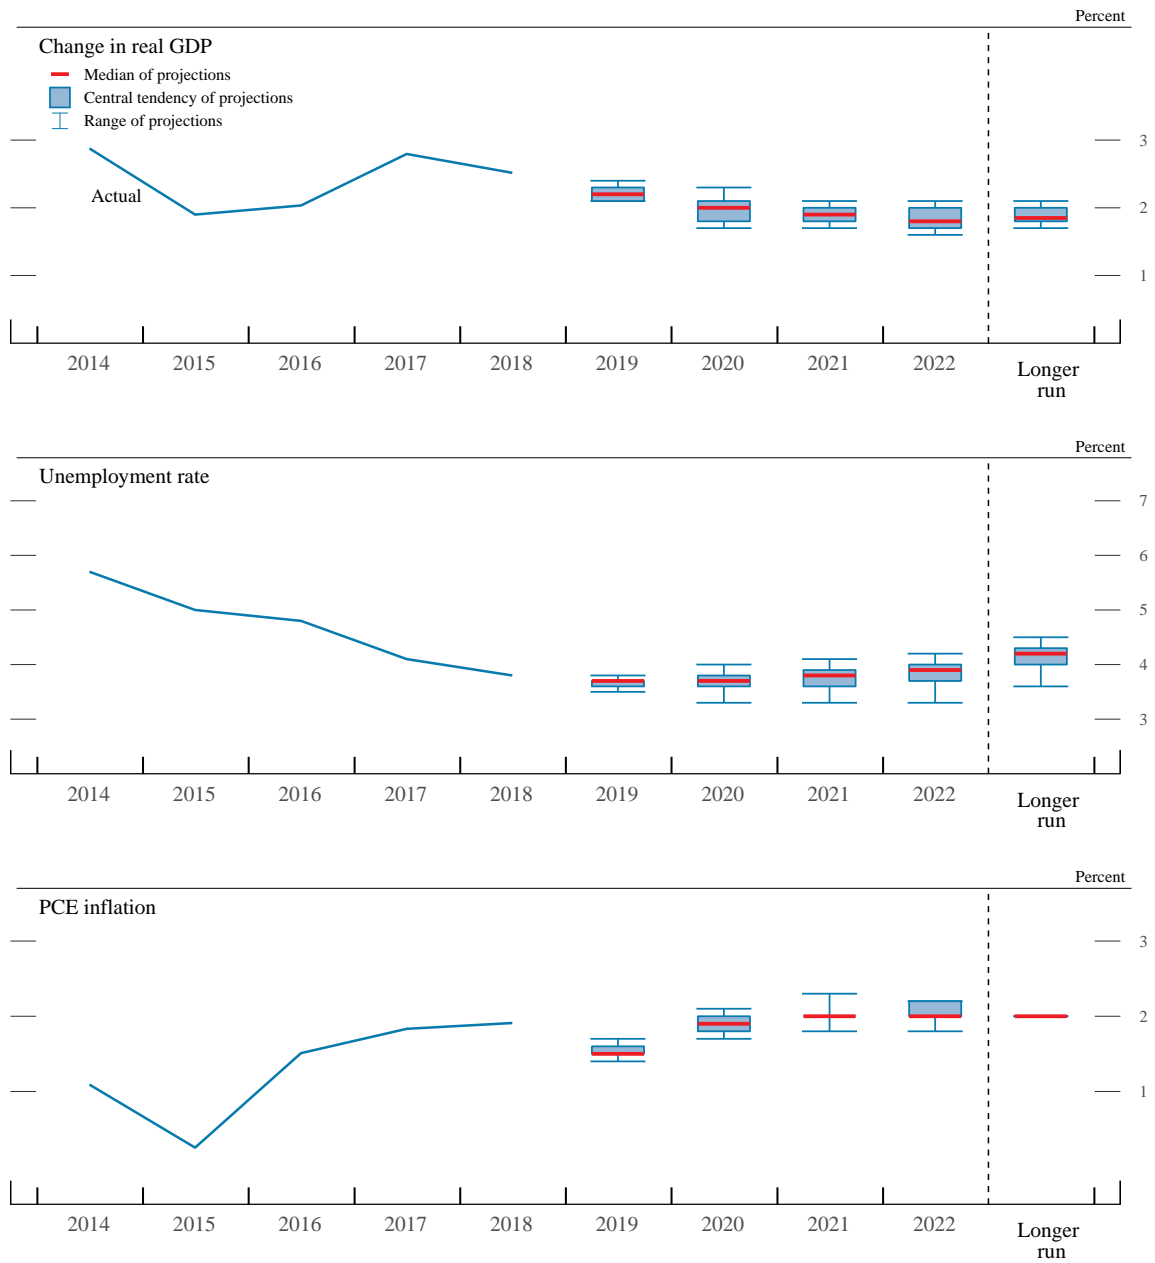 Percent
Change in real GDP
Median of projections
Central tendency of projections
Range of projections
Actual
3
2
1
2014 2015 2016 2017 2018 2019 2020 2021 2022 Longer
run
Percent
Unemployment rate
7
6
5
4
3
2014 2015 2016 2017 2018 2019 2020 2021 2022 Longer
run
Percent
PCE inflation
3
2
1
2014 2015 2016 2017 2018 2019 2020 2021 2022 Longer
run